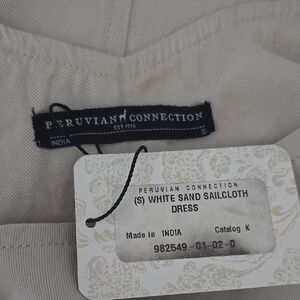 PERUVIAN CONNECTION
EST 1976
INDIA
S
PERUVIAN CONNECTION
(S) WHITE SAND SAILCLOTH
DRESS
Made in INDIA Catalog K
982549-01-02-0